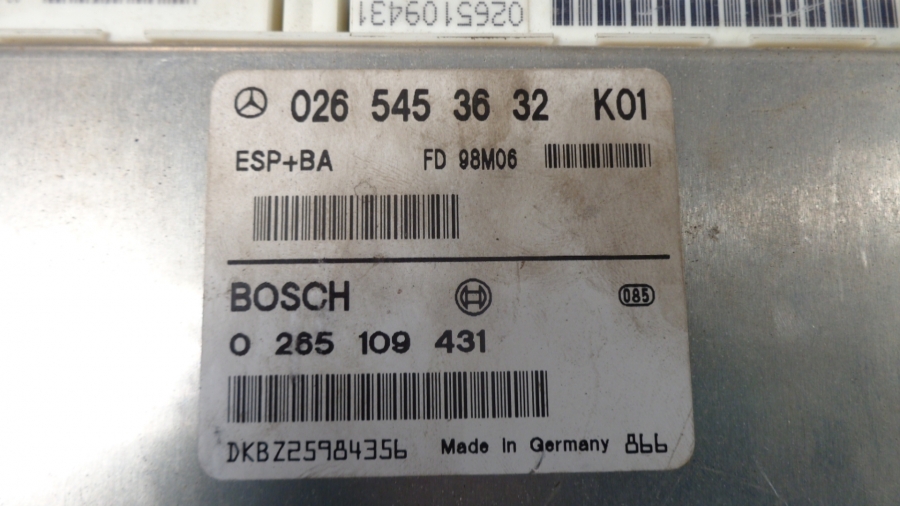 0265109431
026 545 36 32 K01
ESP+BA FD 98M06
BOSCH 085
0 265 109 431
DKBZ25984356 Made in Germany 866